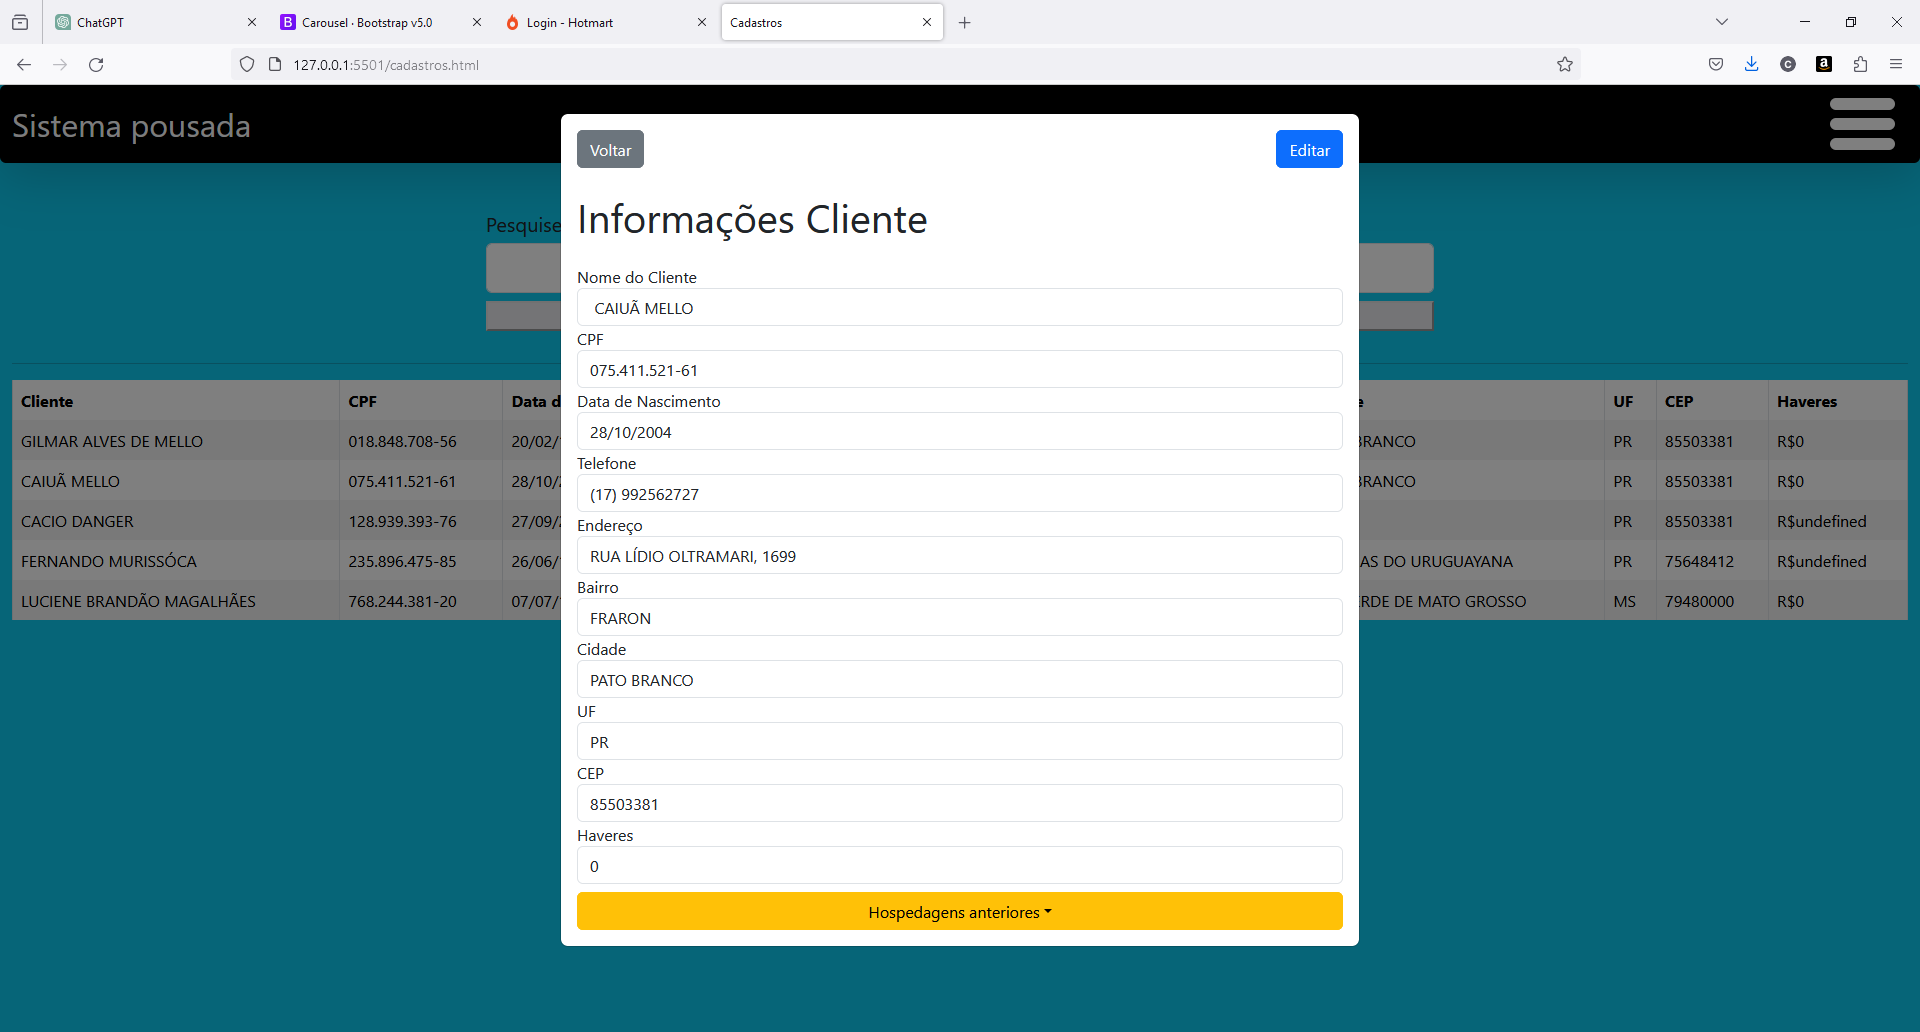 ChatGPT
Carousel · Bootstrap v5.0
Login - Hotmart
Cadastros
127.0.0.1:5501/cadastros.html
Sistema pousada
Voltar
Editar
Informações Cliente
Pesquise
Nome do Cliente
CAIUÃ MELLO
CPF
075.411.521-61
Data de Nascimento
28/10/2004
Telefone
(17) 992562727
Endereço
RUA LÍDIO OLTRAMARI, 1699
Bairro
FRARON
Cidade
PATO BRANCO
UF
PR
CEP
85503381
Haveres
0
Hospedagens anteriores
Cliente CPF Data d e UF CEP Haveres
GILMAR ALVES DE MELLO 018.848.708-56 20/02/ BRANCO PR 85503381 R$0
CAIUÃ MELLO 075.411.521-61 28/10/ BRANCO PR 85503381 R$0
CACIO DANGER 128.939.393-76 27/09/ PR 85503381 R$undefined
FERNANDO MURISSÓCA 235.896.475-85 26/06/ AS DO URUGUAYANA PR 75648412 R$undefined
LUCIENE BRANDÃO MAGALHÃES 768.244.381-20 07/07/ ERDE DE MATO GROSSO MS 79480000 R$0